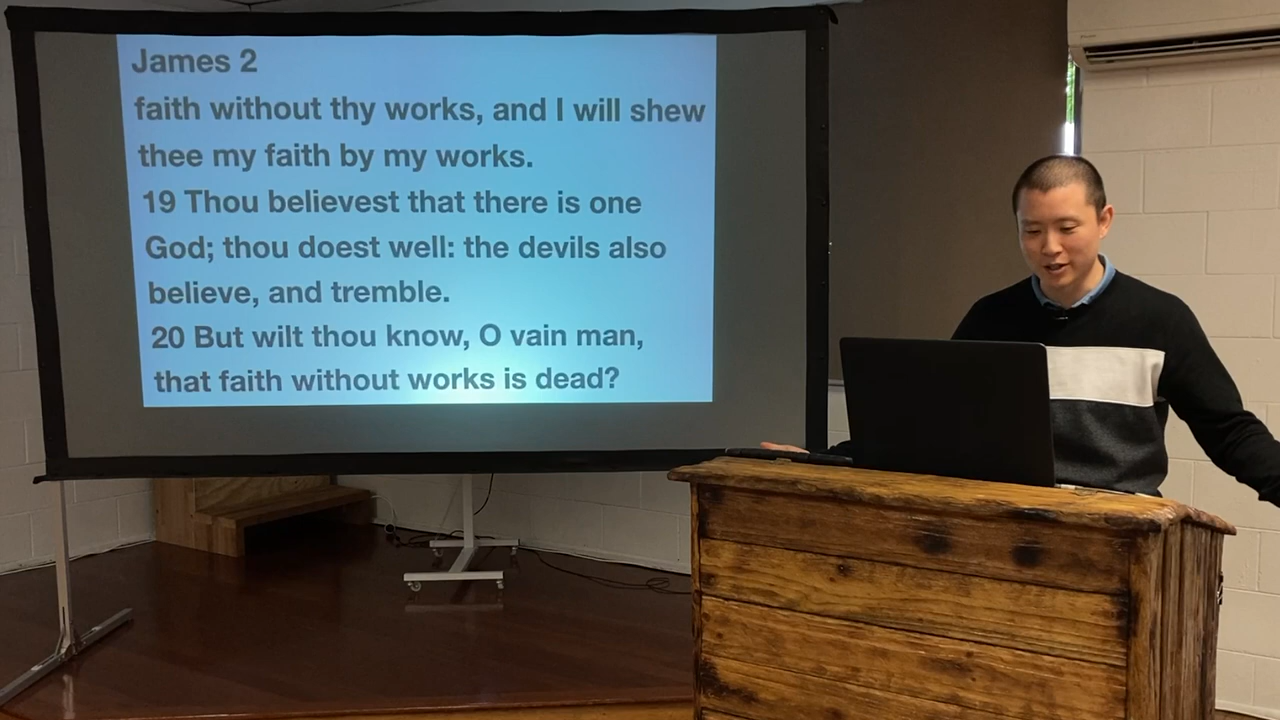 James 2
faith without thy works, and I will shew
thee my faith by my works.
19 Thou believest that there is one
God; thou doest well: the devils also
believe, and tremble.
20 But wilt thou know, O vain man,
that faith without works is dead?